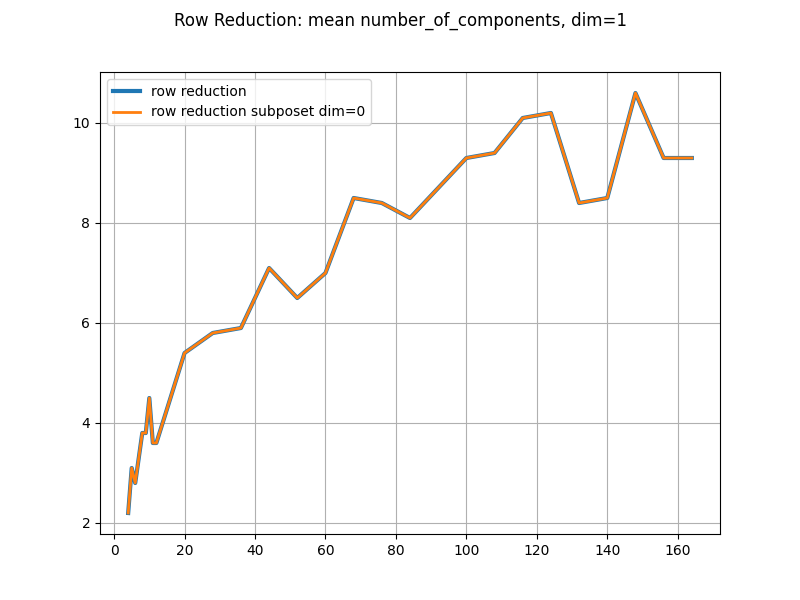 Row Reduction: mean number_of_components, dim=1
row reduction
row reduction subposet dim=0
10
8
6
4
2
0 20 40 60 80 100 120 140 160